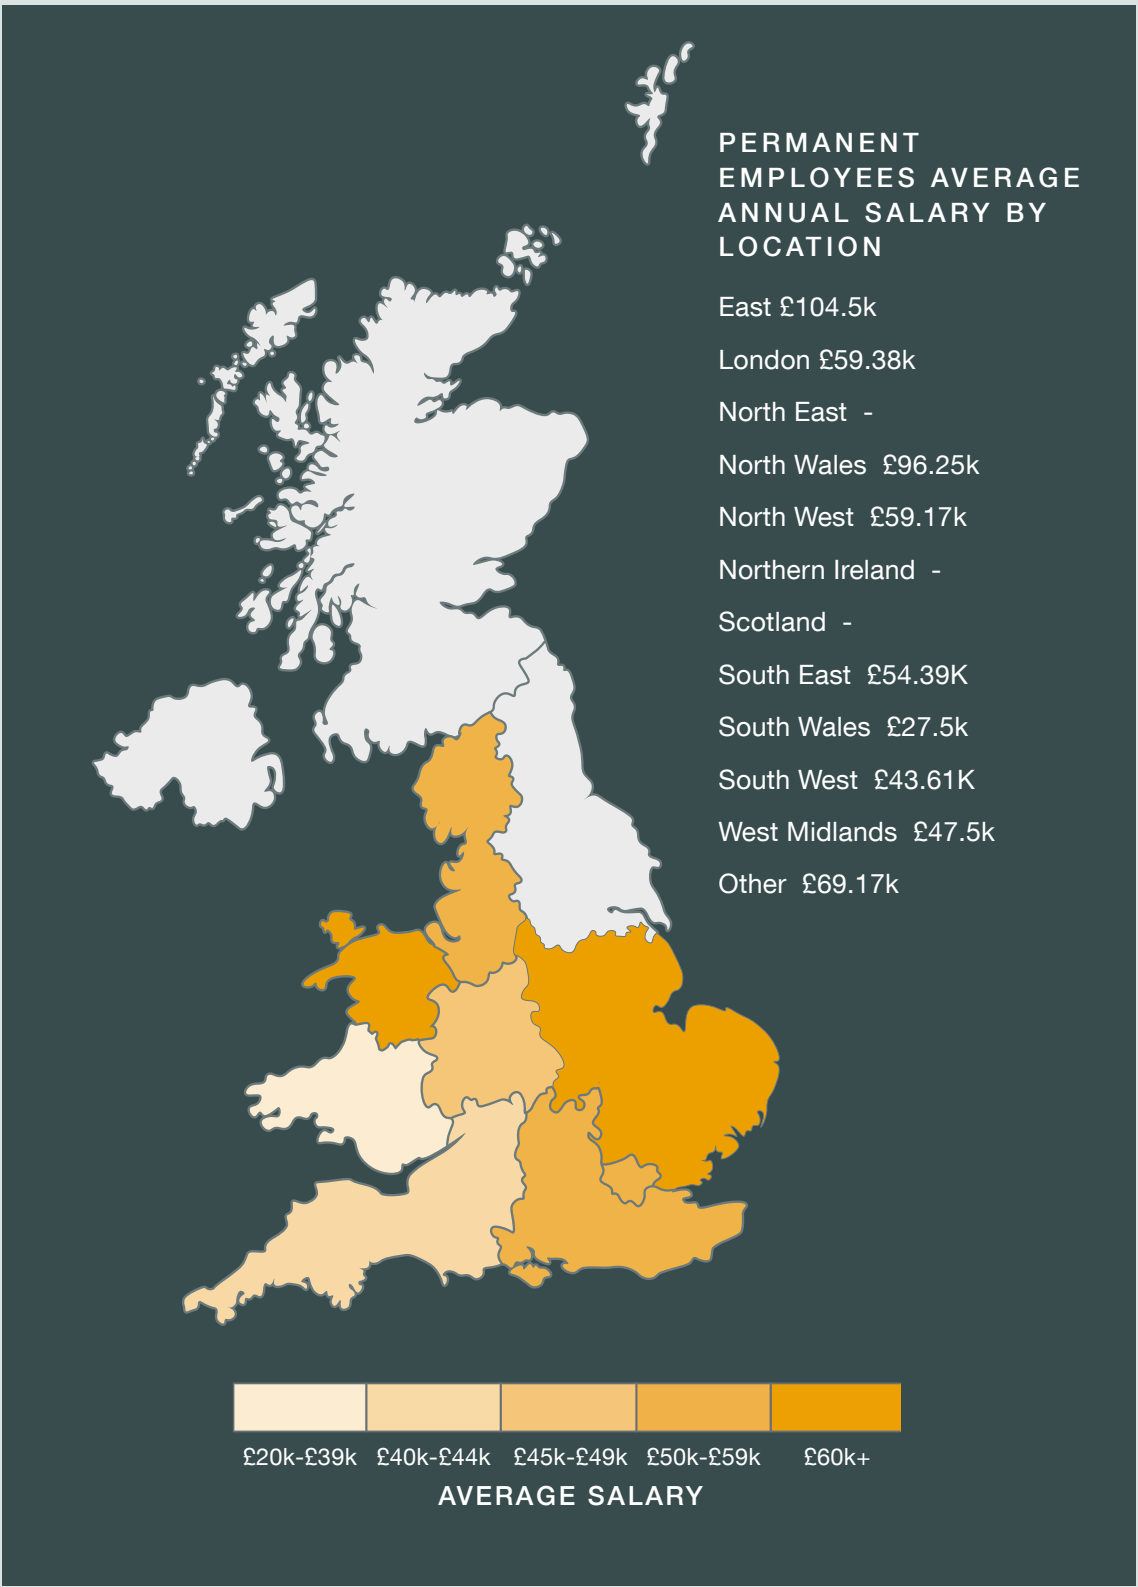 PERMANENT
EMPLOYEES AVERAGE
ANNUAL SALARY BY
LOCATION
East £104.5k
London £59.38k
North East -
North Wales £96.25k
North West £59.17k
Northern Ireland -
Scotland -
South East £54.39K
South Wales £27.5k
South West £43.61K
West Midlands £47.5k
Other £69.17k
£20k-£39k £40k-£44k £45k-£49k £50k-£59k £60k+
AVERAGE SALARY